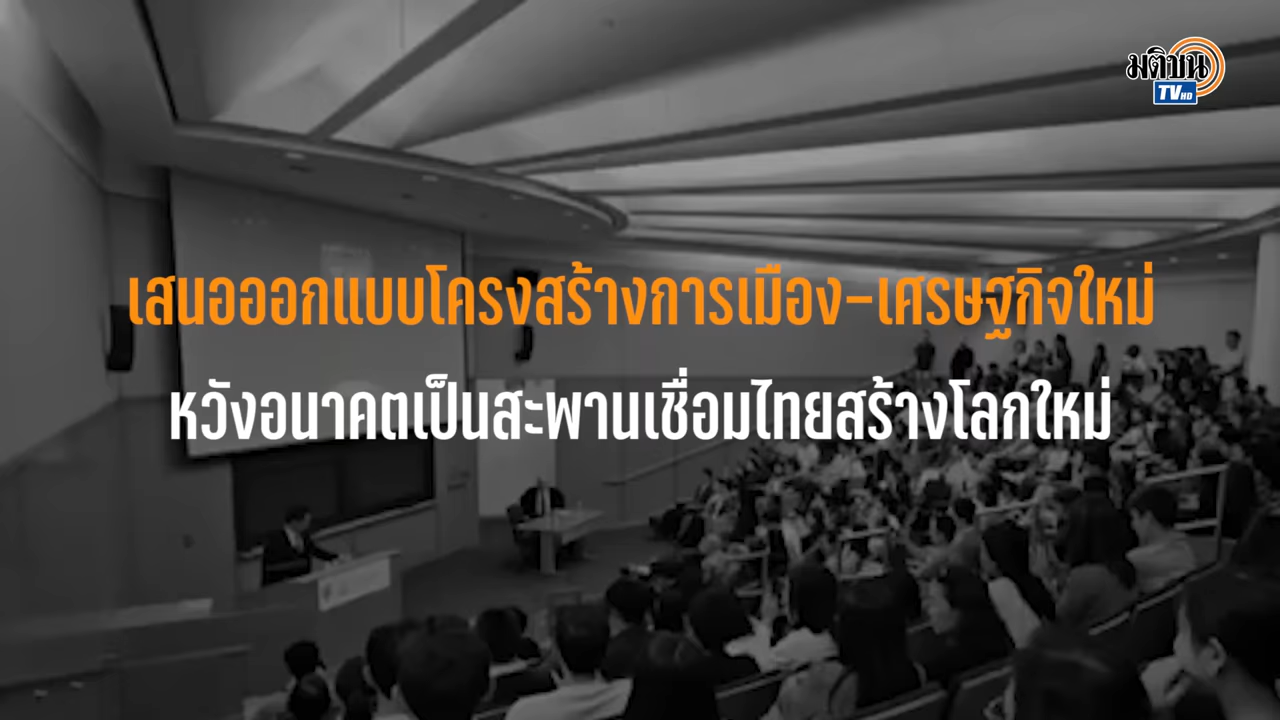 มติชน
TV HD
เสนอออกแบบโครงสร้างการเมือง-เศรษฐกิจใหม่
หวังอนาคตเป็นสะพานเชื่อมไทยสร้างโลกใหม่